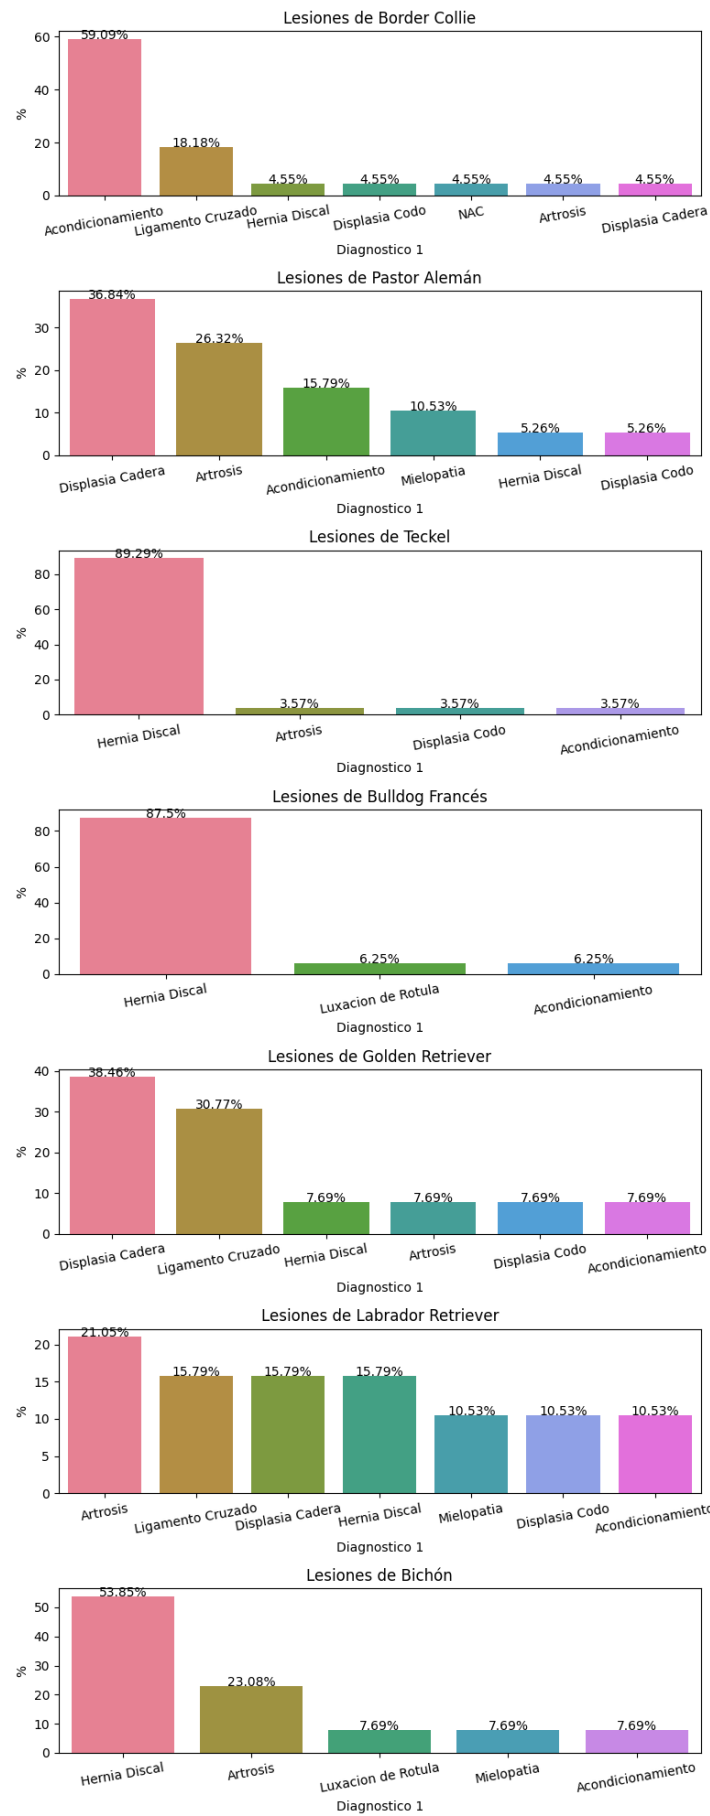 Lesiones de Border Collie
%
60
40
20
0
59.09%
18.18%
4.55%
4.55%
4.55%
4.55%
4.55%
Acondicionamiento
Ligamento Cruzado
Hernia Discal
Displasia Codo
NAC
Artrosis
Displasia Cadera
Diagnostico 1
Lesiones de Pastor Alemán
%
30
20
10
0
36.84%
26.32%
15.79%
10.53%
5.26%
5.26%
Displasia Cadera
Artrosis
Acondicionamiento
Mielopatia
Hernia Discal
Displasia Codo
Diagnostico 1
Lesiones de Teckel
%
80
60
40
20
0
89.29%
3.57%
3.57%
3.57%
Hernia Discal
Artrosis
Displasia Codo
Acondicionamiento
Diagnostico 1
Lesiones de Bulldog Francés
%
80
60
40
20
0
87.5%
6.25%
6.25%
Hernia Discal
Luxacion de Rotula
Acondicionamiento
Diagnostico 1
Lesiones de Golden Retriever
%
40
30
20
10
0
38.46%
30.77%
7.69%
7.69%
7.69%
7.69%
Displasia Cadera
Ligamento Cruzado
Hernia Discal
Artrosis
Displasia Codo
Acondicionamiento
Diagnostico 1
Lesiones de Labrador Retriever
%
20
15
10
5
0
21.05%
15.79%
15.79%
15.79%
10.53%
10.53%
10.53%
Artrosis
Ligamento Cruzado
Displasia Cadera
Hernia Discal
Mielopatia
Displasia Codo
Acondicionamiento
Diagnostico 1
Lesiones de Bichón
%
50
40
30
20
10
0
53.85%
23.08%
7.69%
7.69%
7.69%
Hernia Discal
Artrosis
Luxacion de Rotula
Mielopatia
Acondicionamiento
Diagnostico 1